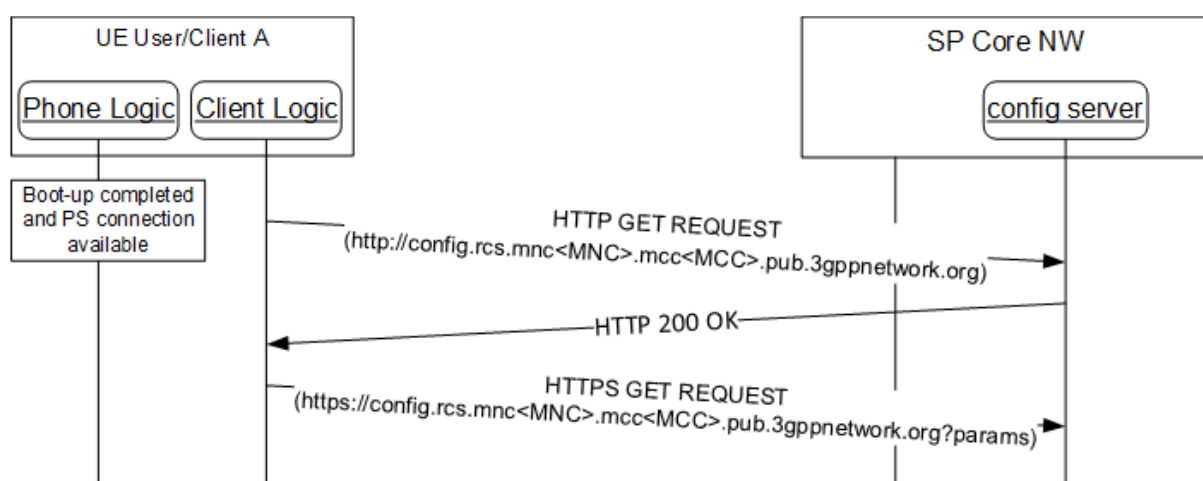 UE User/Client A
SP Core NW
Phone Logic
Client Logic
config server
Boot-up completed
and PS connection
available
HTTP GET REQUEST
(http://config.rcs.mnc<MNC>.mcc<MCC>.pub.3gppnetwork.org)
HTTP 200 OK
HTTPS GET REQUEST
(https://config.rcs.mnc<MNC>.mcc<MCC>.pub.3gppnetwork.org?params)